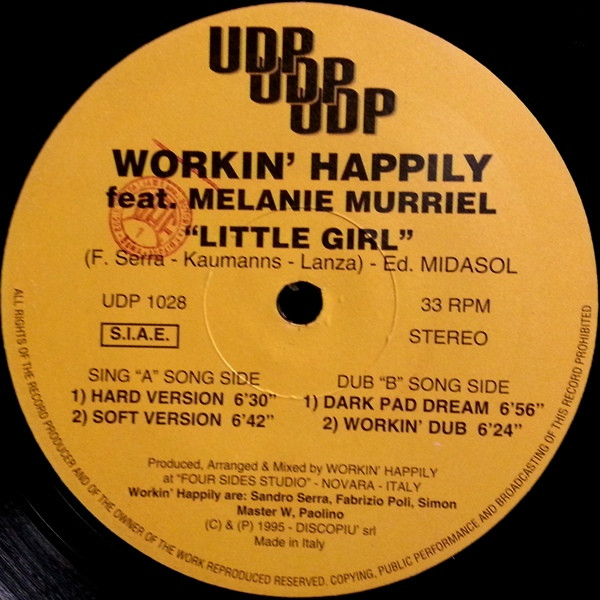 UDP
UDP
UDP
WORKIN' HAPPILY
feat. MELANIE MURRIEL
"LITTLE GIRL"
(F. Serra - Kaumanns - Lanza) - Ed. MIDASOL
UDP 1028
33 RPM
S.I.A.E.
STEREO
SING "A" SONG SIDE
1) HARD VERSION 6'30"
2) SOFT VERSION 6'42"
DUB "B" SONG SIDE
1) DARK PAD DREAM 6'56"
2) WORKIN' DUB 6'24"
Produced, Arranged & Mixed by WORKIN' HAPPILY
at "FOUR SIDES STUDIO" - NOVARA - ITALY
Workin' Happily are: Sandro Serra, Fabrizio Poli, Simon
Master W, Paolino
(C) & (P) 1995 - DISCOPIU' srl
Made in Italy
ALL RIGHTS OF THE RECORD PRODUCER AND OF THE OWNER OF THE WORK REPRODUCED RESERVED. COPYING, PUBLIC PERFORMANCE AND BROADCASTING OF THIS RECORD PROHIBITED